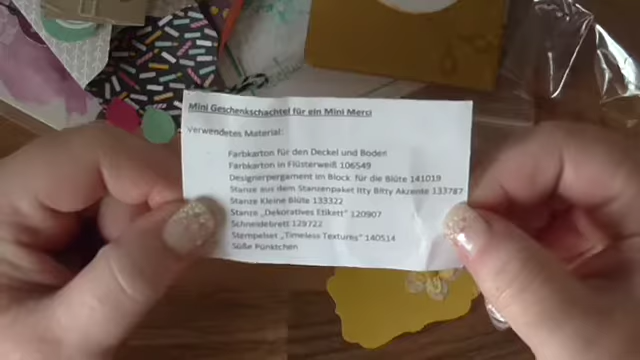 Mini Geschenkschachtel für ein Mini Merci
Verwendetes Material:
Farbkarton für den Deckel und Boden
Farbkarton in Flüsterweiß 106549
Designerpergament im Block für die Blüte 141019
Stanze aus dem Stanzenpaket Itty Bitty Akzente 133787
Stanze Kleine Blüte 133322
Stanze „Dekoratives Etikett" 120907
Schneidebrett 129722
Stempelset „Timeless Textures" 140514
Süße Pünktchen